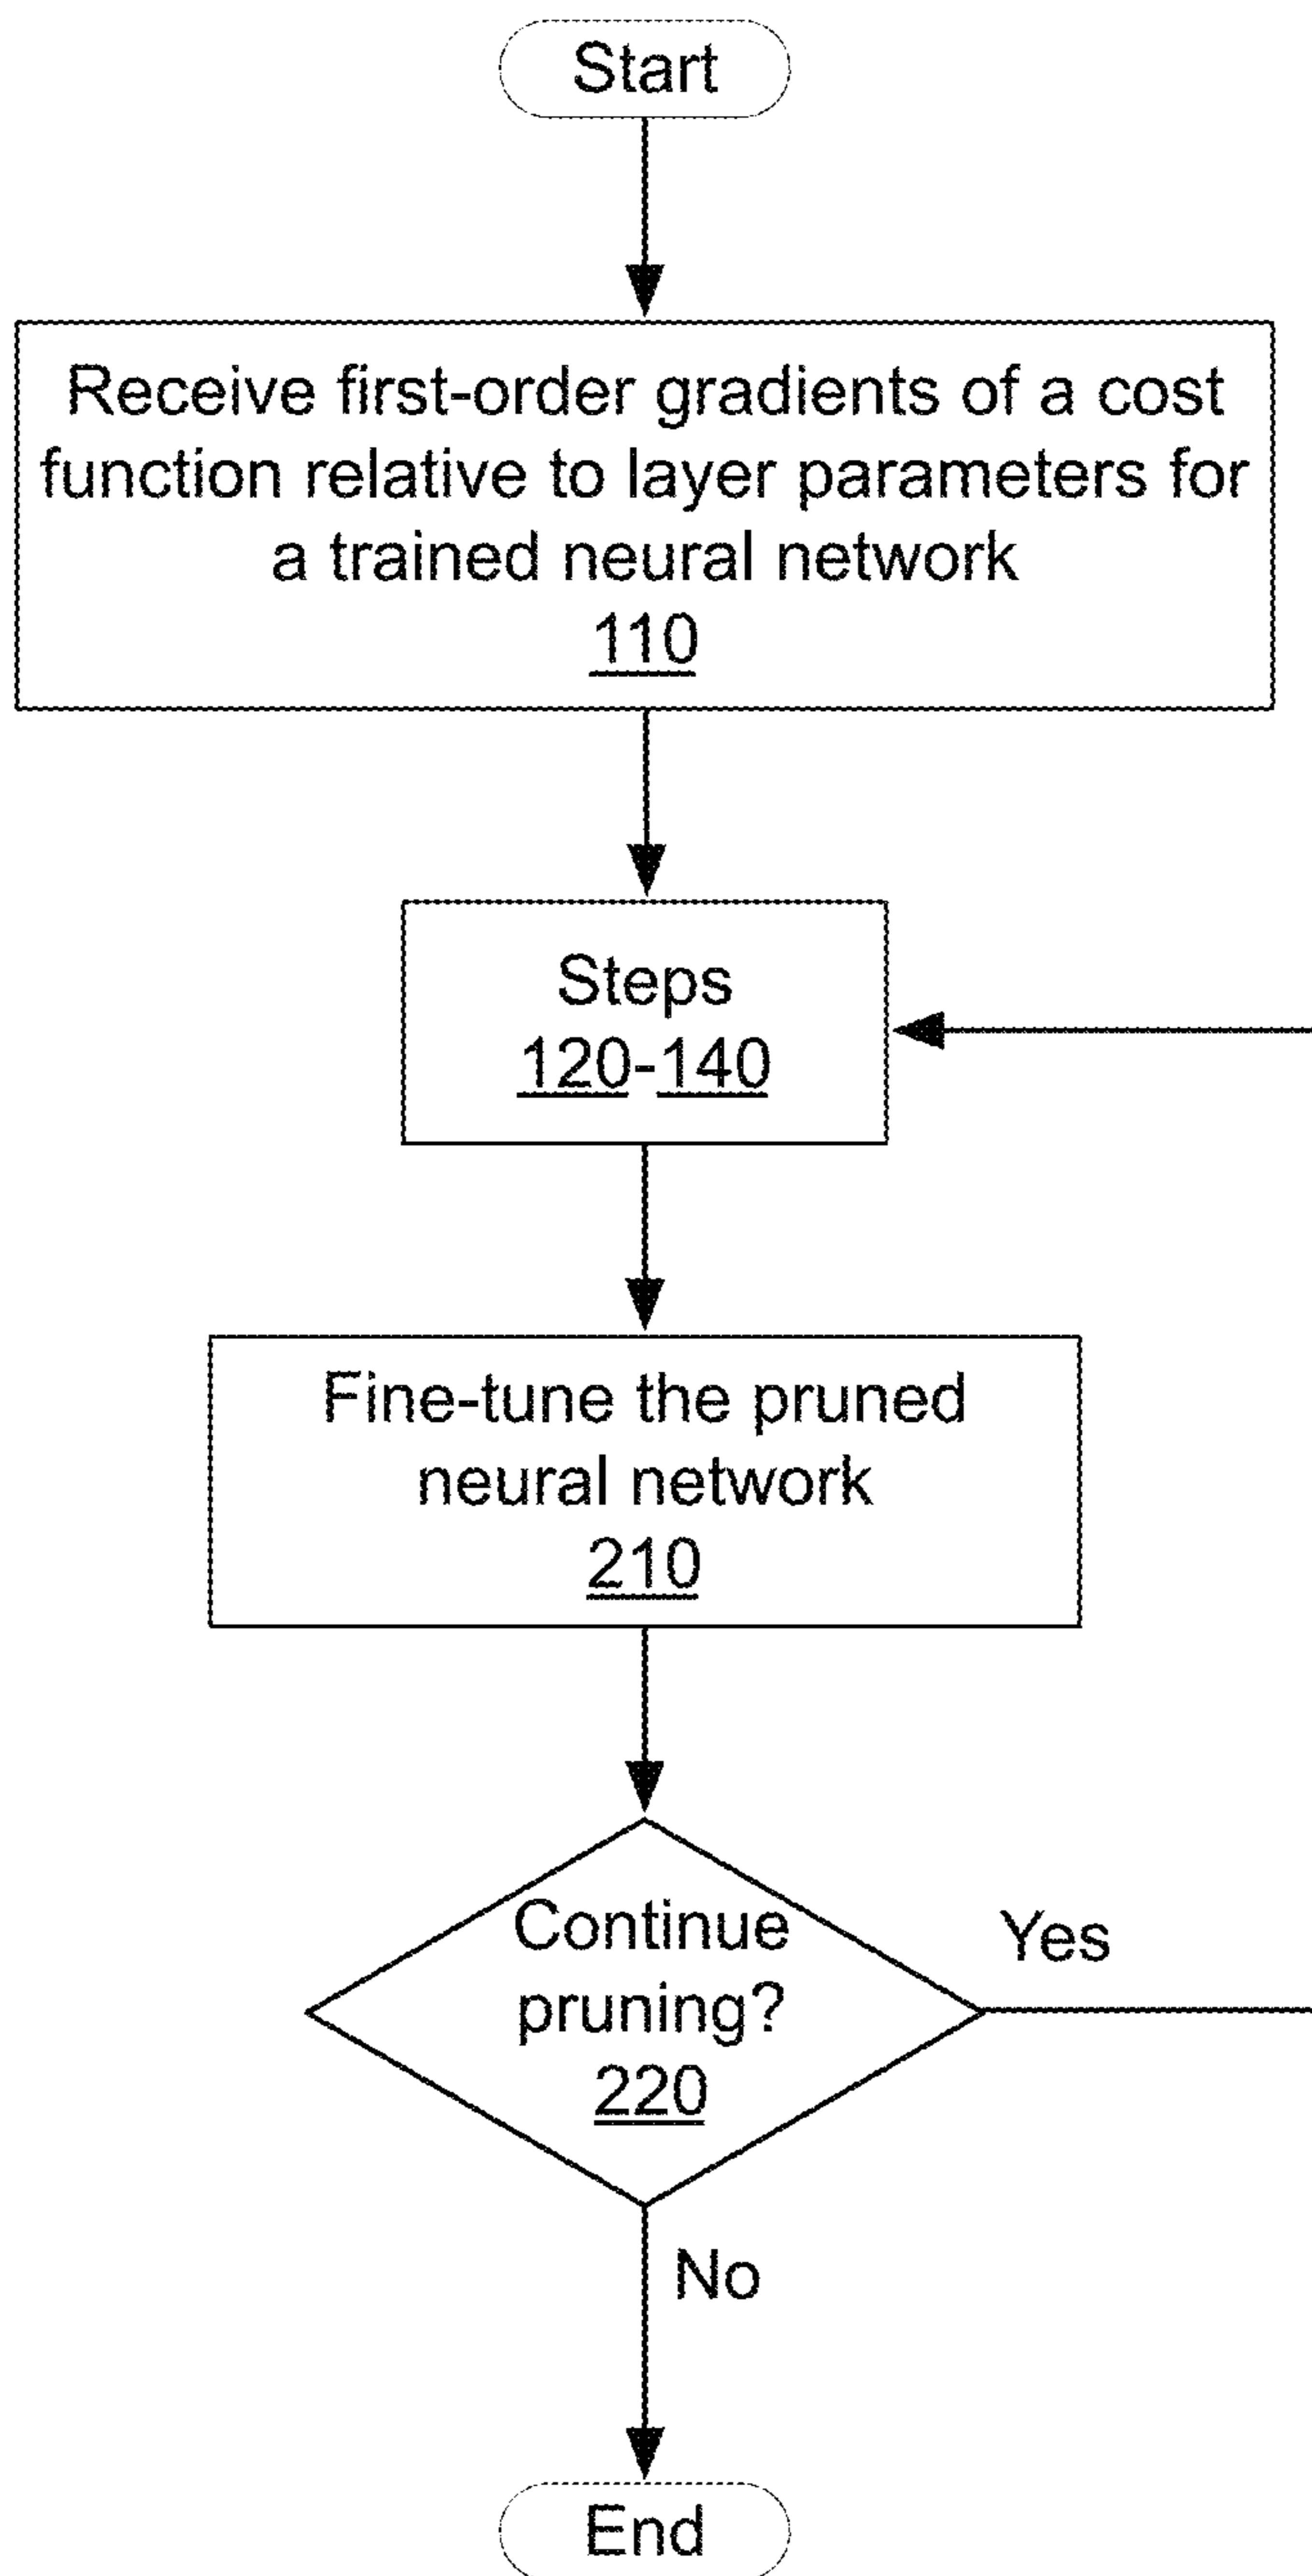 Start
Receive first-order gradients of a cost
function relative to layer parameters for
a trained neural network
110
Steps
120-140
Fine-tune the pruned
neural network
210
Continue
pruning?
220
Yes
No
End